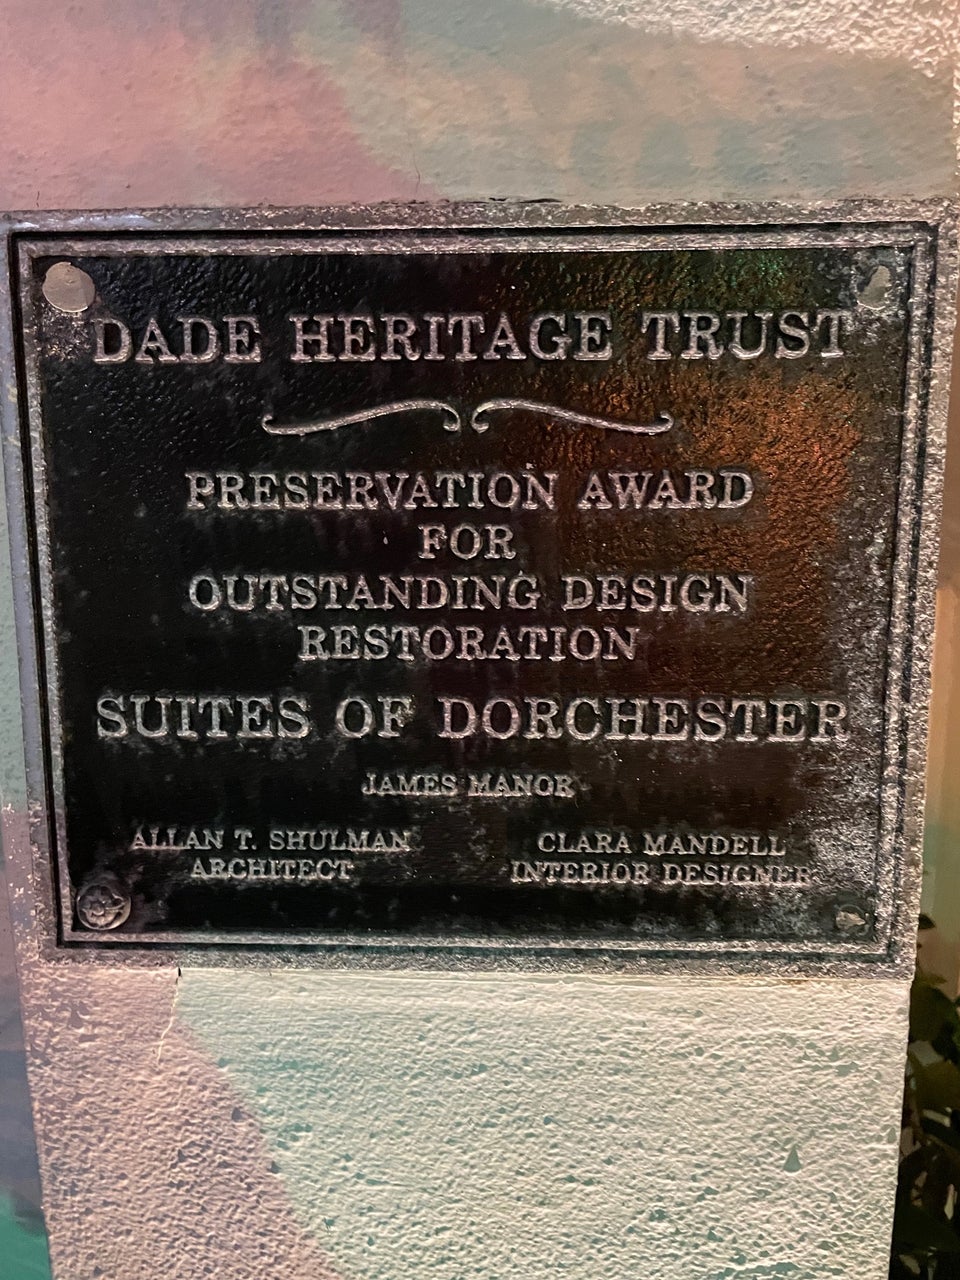 DADE HERITAGE TRUST
PRESERVATION AWARD
FOR
OUTSTANDING DESIGN
RESTORATION
SUITES OF DORCHESTER
JAMES MANOR
ALLAN T. SHULMAN
ARCHITECT
CLARA MANDELL
INTERIOR DESIGNER